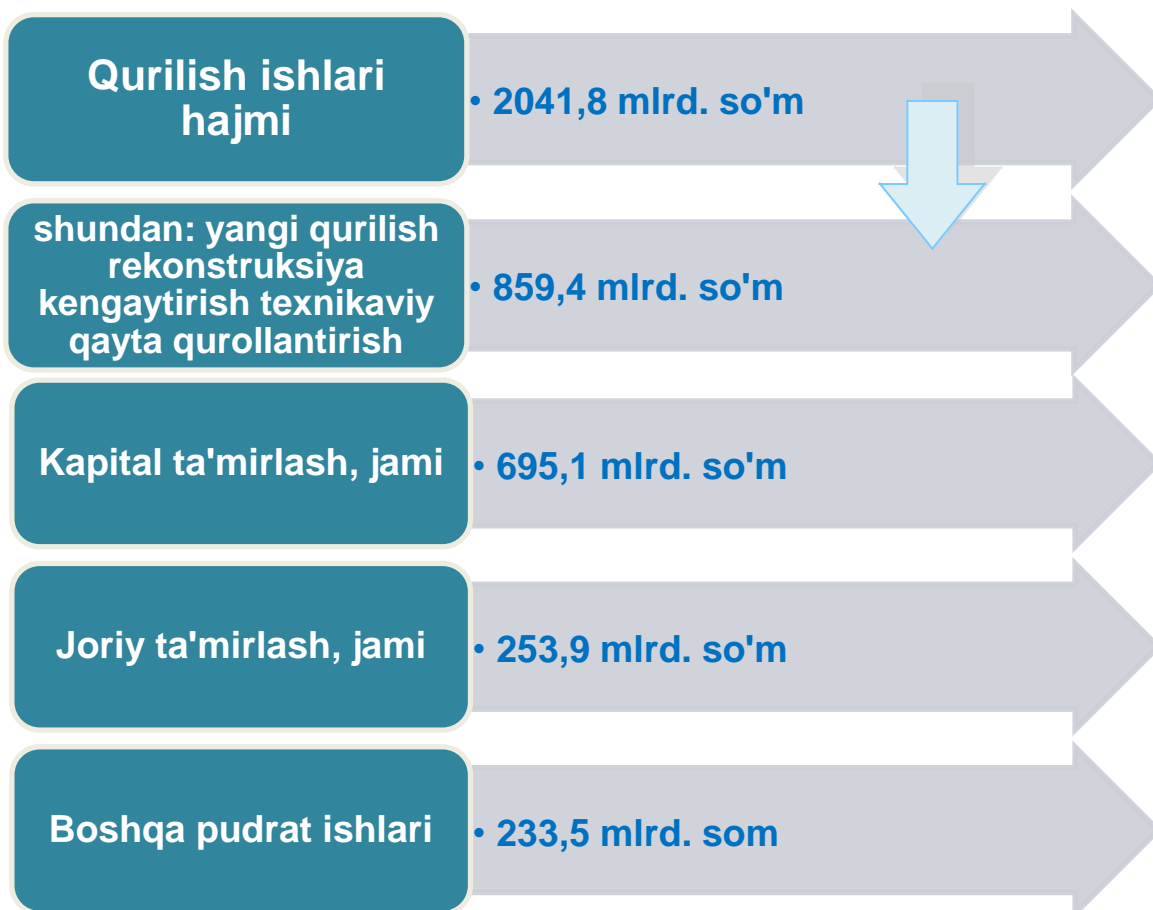 Qurilish ishlari
hajmi
• 2041,8 mlrd. so'm
shundan: yangi qurilish
rekonstruksiya
kengaytirish texnikaviy
qayta qurollantirish
• 859,4 mlrd. so'm
Kapital ta'mirlash, jami
• 695,1 mlrd. so'm
Joriy ta'mirlash, jami
• 253,9 mlrd. so'm
Boshqa pudrat ishlari
• 233,5 mlrd. som